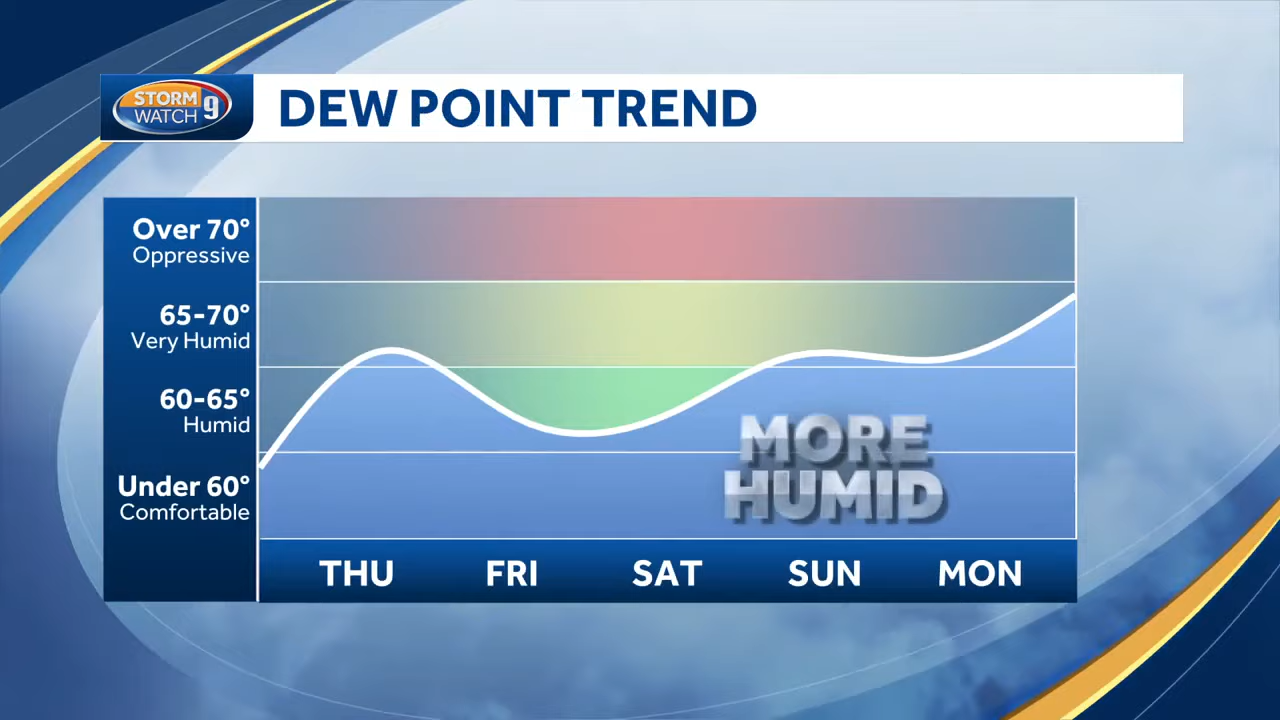 STORM
WATCH 9
DEW POINT TREND
Over 70°
Oppressive
65-70°
Very Humid
60-65°
Humid
Under 60°
Comfortable
MORE
HUMID
THU FRI SAT SUN MON